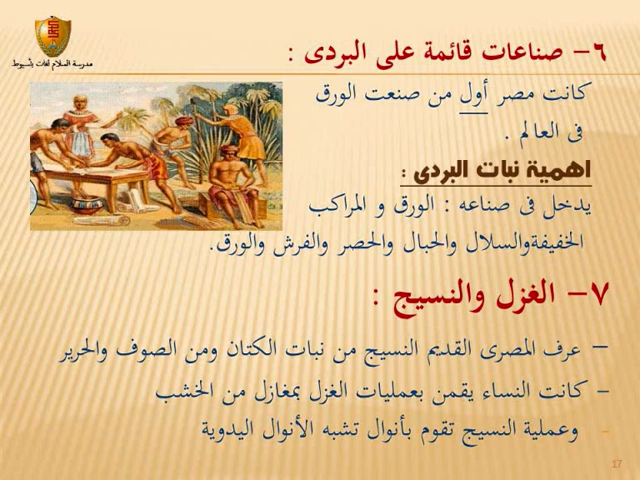 مدرسة السلام لغات بأسيوط
٦- صناعات قائمة على البردى :
كانت مصر أول من صنعت الورق
فى العالم .
اهمية نبات البردى :
يدخل فى صناعه : الورق و المراكب
الخفيفةوالسلال والحبال والحصر والفرش والورق.
٧- الغزل والنسيج :
– عرف المصرى القديم النسيج من نبات الكتان ومن الصوف والحرير
- كانت النساء يقمن بعمليات الغزل بمغازل من الخشب
- وعملية النسيج تقوم بأنوال تشبه الأنوال اليدوية
17